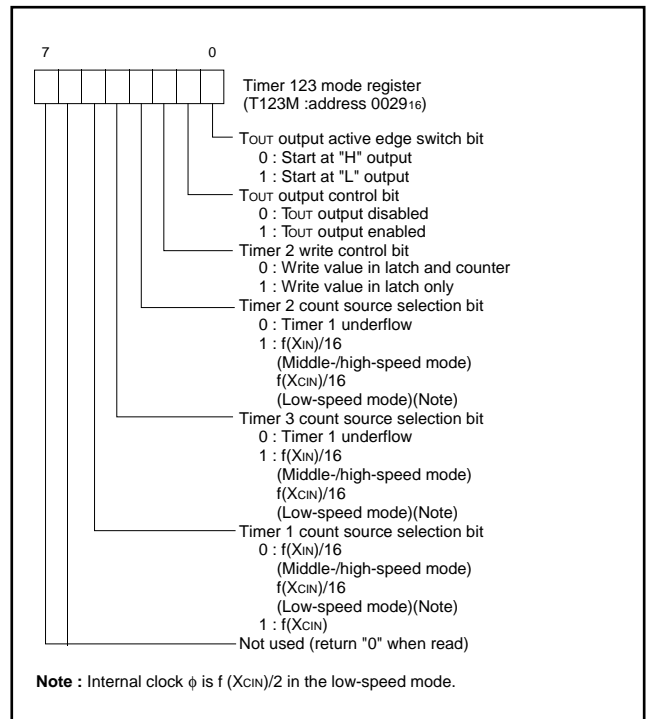 7 0
Timer 123 mode register
(T123M :address 002916)
TOUT output active edge switch bit
0 : Start at "H" output
1 : Start at "L" output
TOUT output control bit
0 : TOUT output disabled
1 : TOUT output enabled
Timer 2 write control bit
0 : Write value in latch and counter
1 : Write value in latch only
Timer 2 count source selection bit
0 : Timer 1 underflow
1 : f(XIN)/16
(Middle-/high-speed mode)
f(XCIN)/16
(Low-speed mode)(Note)
Timer 3 count source selection bit
0 : Timer 1 underflow
1 : f(XIN)/16
(Middle-/high-speed mode)
f(XCIN)/16
(Low-speed mode)(Note)
Timer 1 count source selection bit
0 : f(XIN)/16
(Middle-/high-speed mode)
f(XCIN)/16
(Low-speed mode)(Note)
1 : f(XCIN)
Not used (return "0" when read)
Note : Internal clock ϕ is f (XCIN)/2 in the low-speed mode.